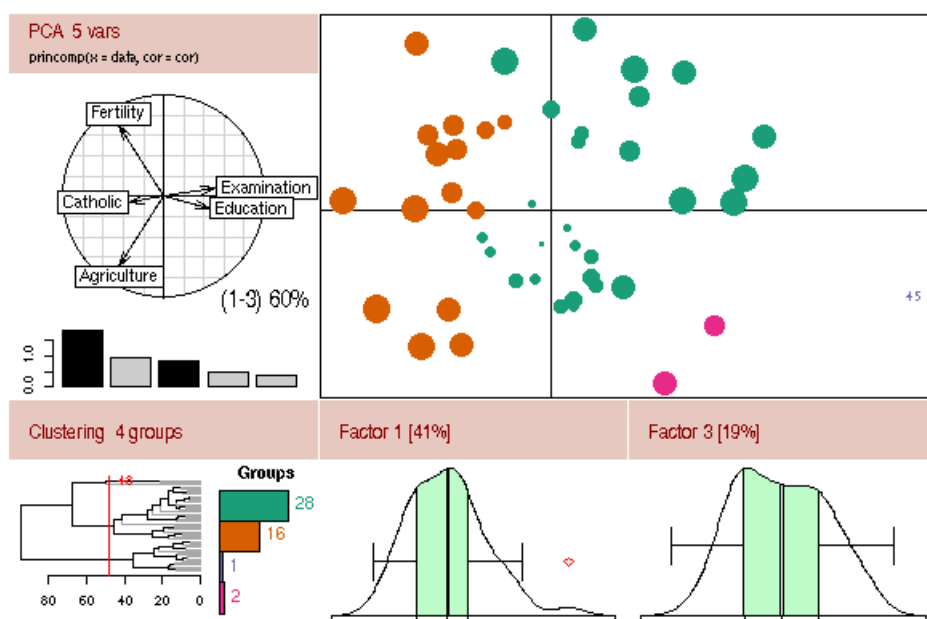 PCA 5 vars
princomp(x = data, cor = cor)
Fertility
Catholic
Examination
Education
Agriculture
(1-3) 60%
0.0 1.0
45
Clustering 4 groups
Factor 1 [41%]
Factor 3 [19%]
Groups
28
16
1
2
80 60 40 20 0